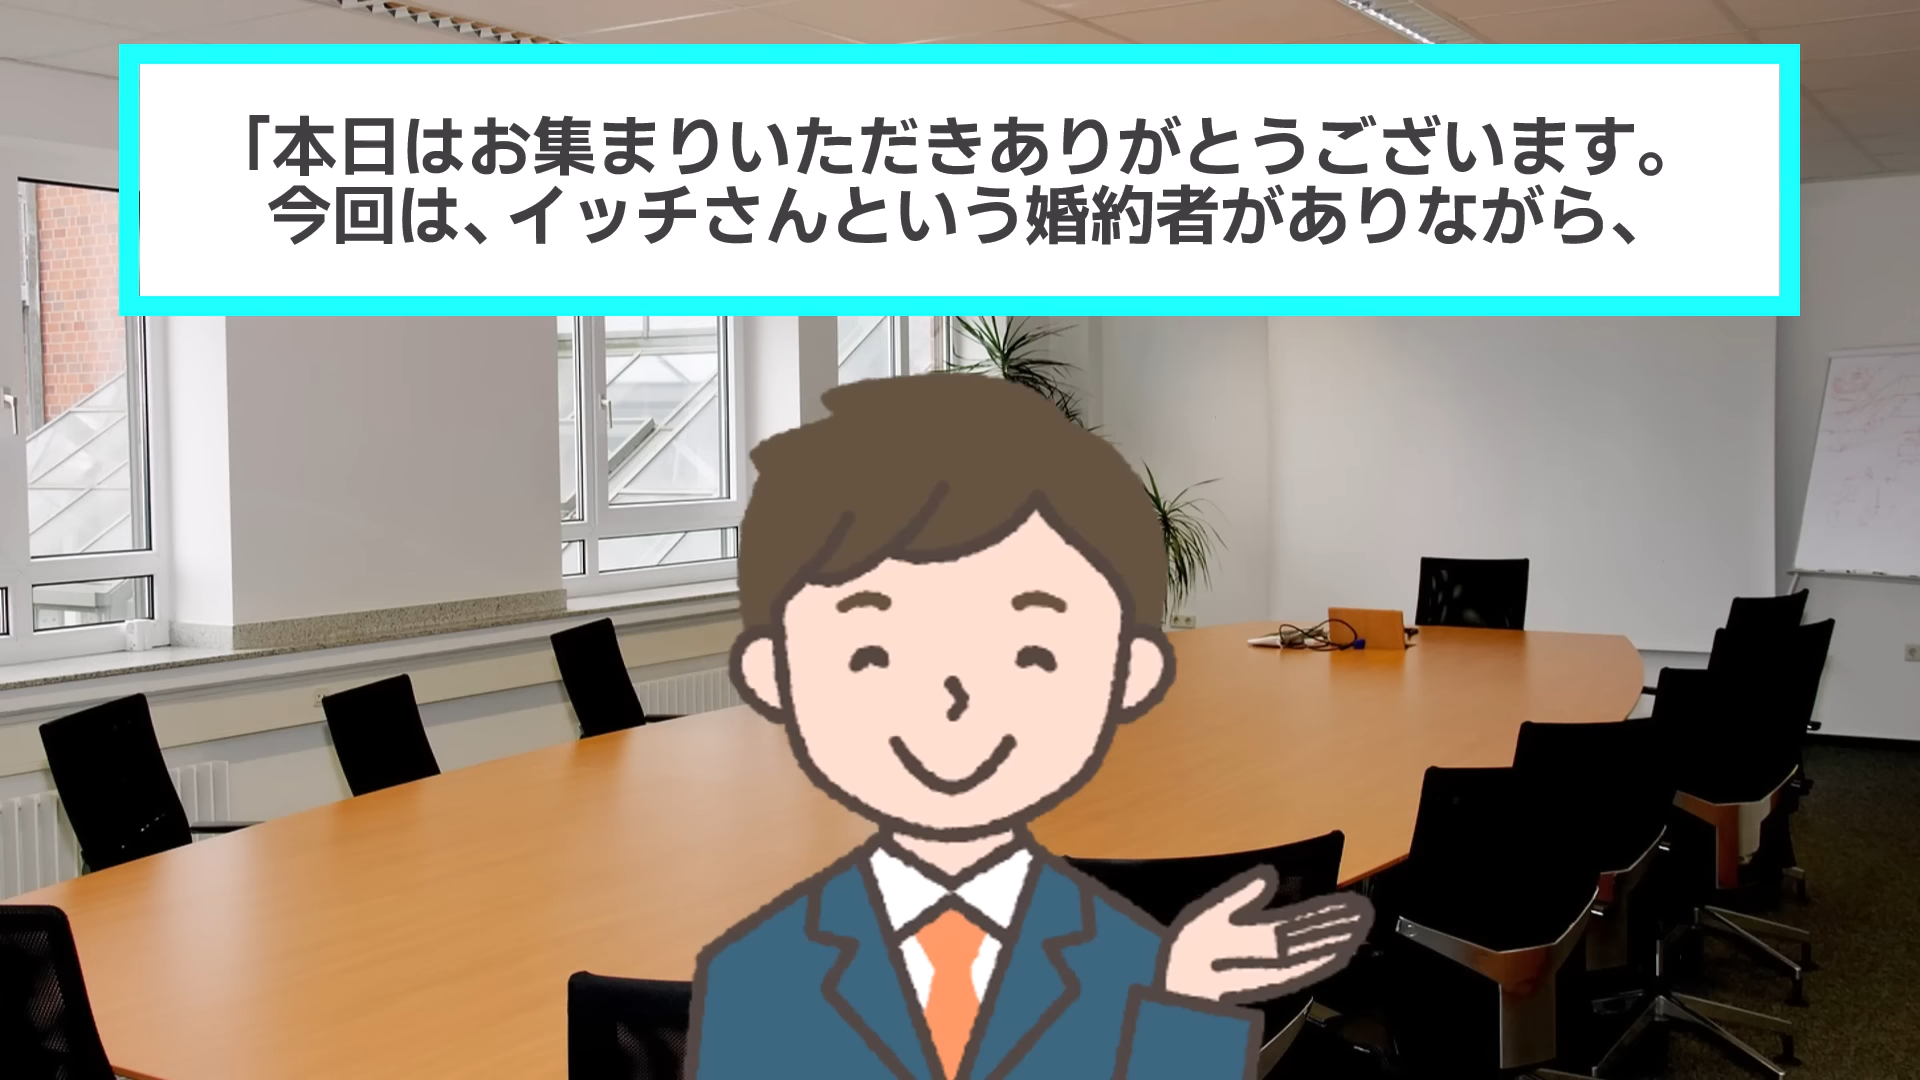 「本日はお集まりいただきありがとうございます。
今回は、イッチさんという婚約者がありながら、